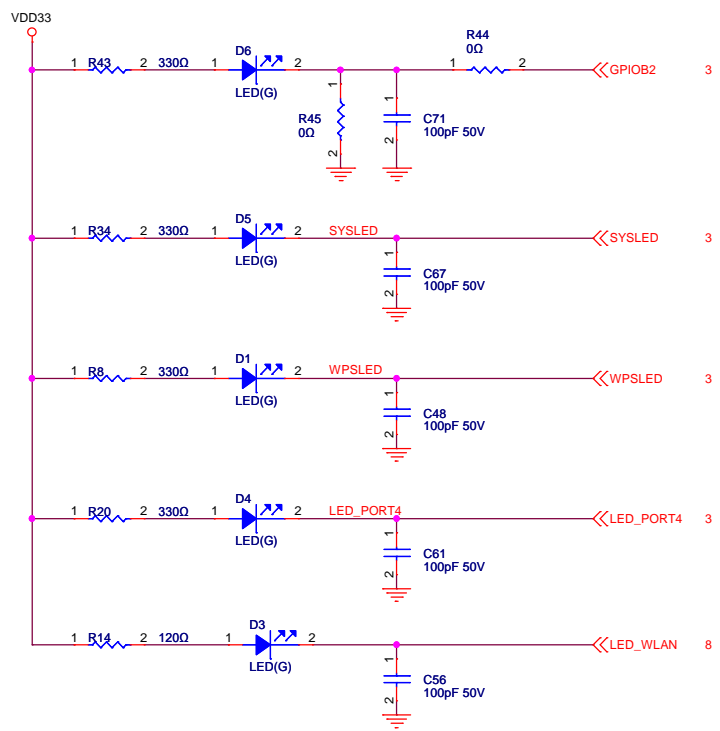 VDD33
1 R43 2 330Ω 1 D6 2 LED(G)
1 R45 0Ω 2
1 C71 100pF 50V 2
R44 0Ω 1 2
GPIOB2 3
1 R34 2 330Ω 1 D5 2 LED(G)
SYSLED
1 C67 100pF 50V 2
SYSLED 3
1 R8 2 330Ω 1 D1 2 LED(G)
WPSLED
1 C48 100pF 50V 2
WPSLED 3
1 R20 2 330Ω 1 D4 2 LED(G)
LED_PORT4
1 C61 100pF 50V 2
LED_PORT4 3
1 R14 2 120Ω 1 D3 2 LED(G)
1 C56 100pF 50V 2
LED_WLAN 8